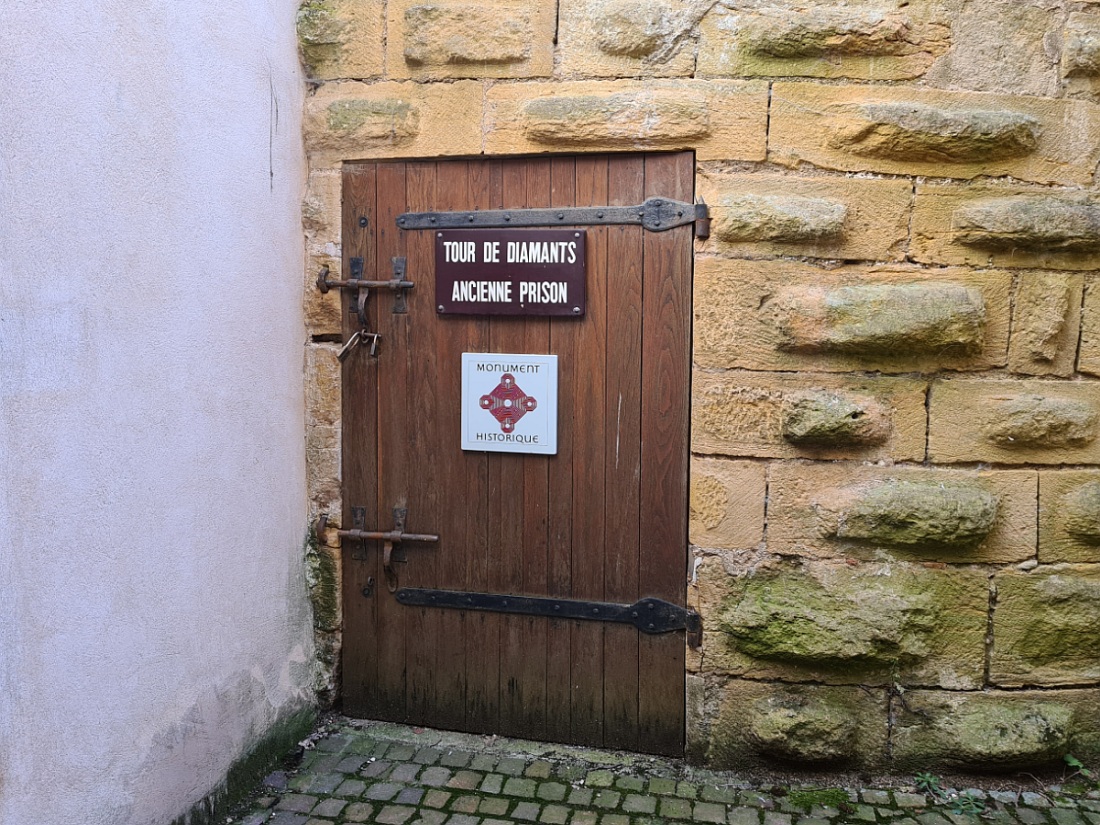 TOUR DE DIAMANTS
ANCIENNE PRISON
MONUMENT
HISTORIQUE